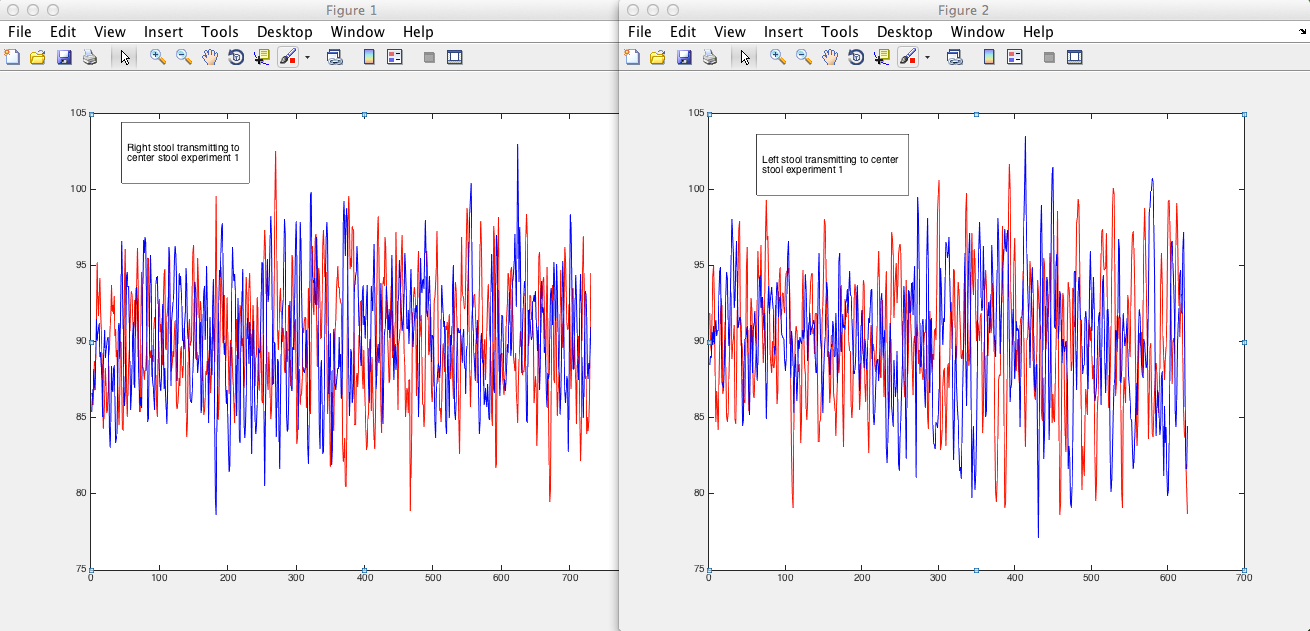 Figure 1
File Edit View Insert Tools Desktop Window Help
105
100
95
90
85
80
75
0 100 200 300 400 500 600 700
Right stool transmitting to
center stool experiment 1
Figure 2
File Edit View Insert Tools Desktop Window Help
105
100
95
90
85
80
75
0 100 200 300 400 500 600 700
Left stool transmitting to center
stool experiment 1